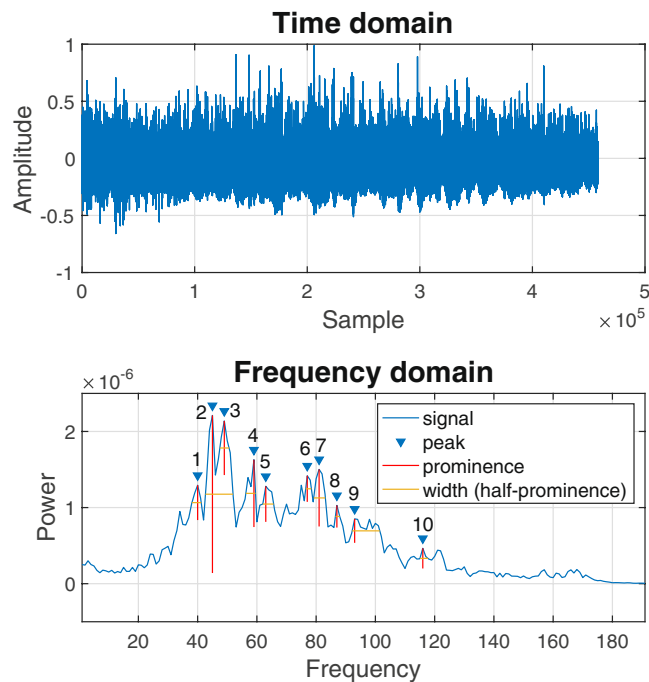 Time domain
1
0.5
0
-0.5
-1
Amplitude
0 1 2 3 4 5
Sample
× 10^5
Frequency domain
× 10^-6
2
1
0
Power
1 2 3 4 5 6 7 8 9 10
signal
peak
prominence
width (half-prominence)
20 40 60 80 100 120 140 160 180
Frequency